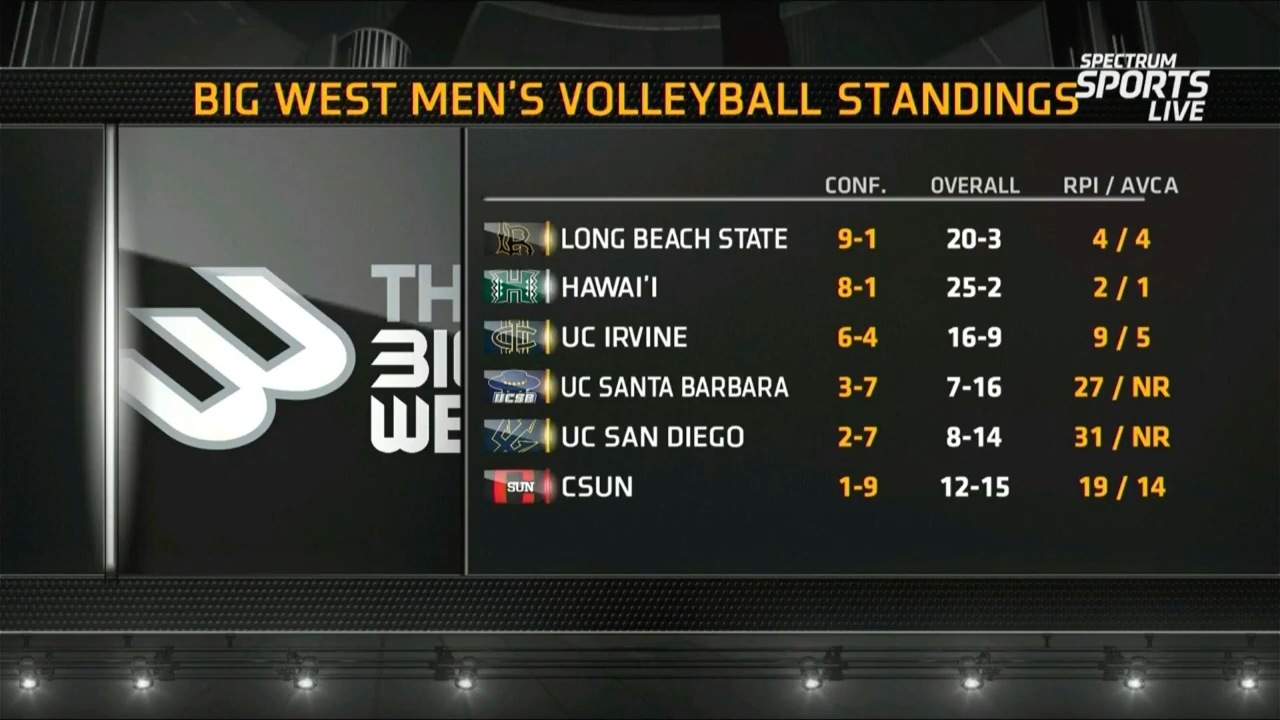 SPECTRUM
SPORTS
LIVE
BIG WEST MEN'S VOLLEYBALL STANDINGS
TH
BIG
WE
CONF. OVERALL RPI / AVCA
LONG BEACH STATE 9-1 20-3 4 / 4
HAWAI'I 8-1 25-2 2 / 1
UC IRVINE 6-4 16-9 9 / 5
UCSB UC SANTA BARBARA 3-7 7-16 27 / NR
UC SAN DIEGO 2-7 8-14 31 / NR
SUN CSUN 1-9 12-15 19 / 14